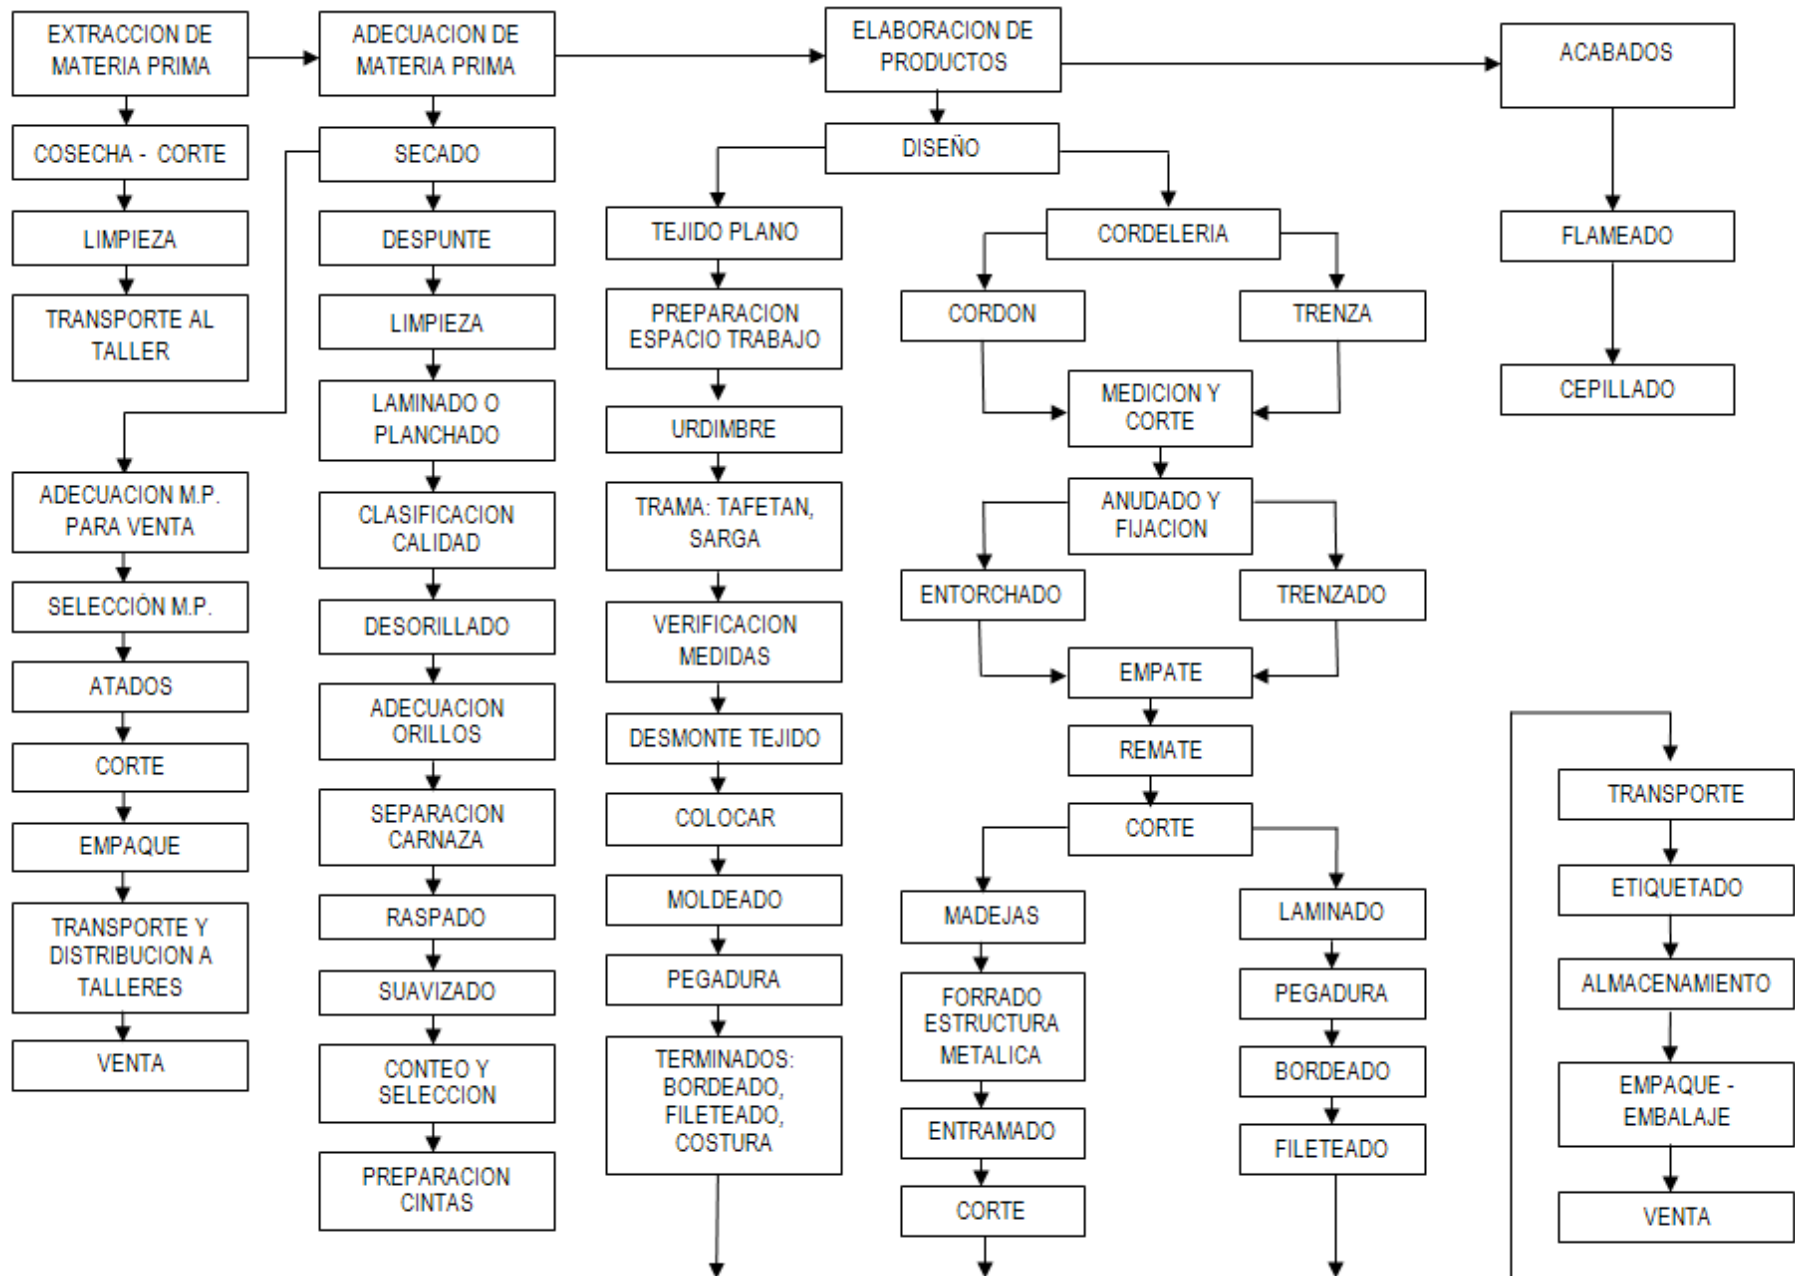 EXTRACCION DE
MATERIA PRIMA
COSECHA - CORTE
LIMPIEZA
TRANSPORTE AL
TALLER
ADECUACION M.P.
PARA VENTA
SELECCIÓN M.P.
ATADOS
CORTE
EMPAQUE
TRANSPORTE Y
DISTRIBUCION A
TALLERES
VENTA
ADECUACION DE
MATERIA PRIMA
SECADO
DESPUNTE
LIMPIEZA
LAMINADO O
PLANCHADO
CLASIFICACION
CALIDAD
DESORILLADO
ADECUACION
ORILLOS
SEPARACION
CARNAZA
RASPADO
SUAVIZADO
CONTEO Y
SELECCION
PREPARACION
CINTAS
ELABORACION DE
PRODUCTOS
DISEÑO
TEJIDO PLANO
PREPARACION
ESPACIO TRABAJO
URDIMBRE
TRAMA: TAFETAN,
SARGA
VERIFICACION
MEDIDAS
DESMONTE TEJIDO
COLOCAR
MOLDEADO
PEGADURA
TERMINADOS:
BORDEADO,
FILETEADO,
COSTURA
CORDELERIA
CORDON
TRENZA
MEDICION Y
CORTE
ANUDADO Y
FIJACION
ENTORCHADO
TRENZADO
EMPATE
REMATE
CORTE
MADEJAS
FORRADO
ESTRUCTURA
METALICA
ENTRAMADO
CORTE
LAMINADO
PEGADURA
BORDEADO
FILETEADO
ACABADOS
FLAMEADO
CEPILLADO
TRANSPORTE
ETIQUETADO
ALMACENAMIENTO
EMPAQUE -
EMBALAJE
VENTA